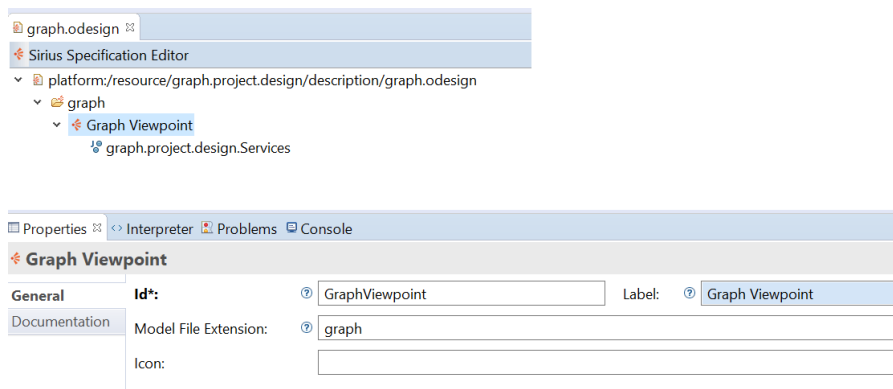 graph.odesign
Sirius Specification Editor
platform:/resource/graph.project.design/description/graph.odesign
graph
Graph Viewpoint
graph.project.design.Services
Properties Interpreter Problems Console
Graph Viewpoint
General Id*: GraphViewpoint Label: Graph Viewpoint
Documentation Model File Extension: graph
Icon: